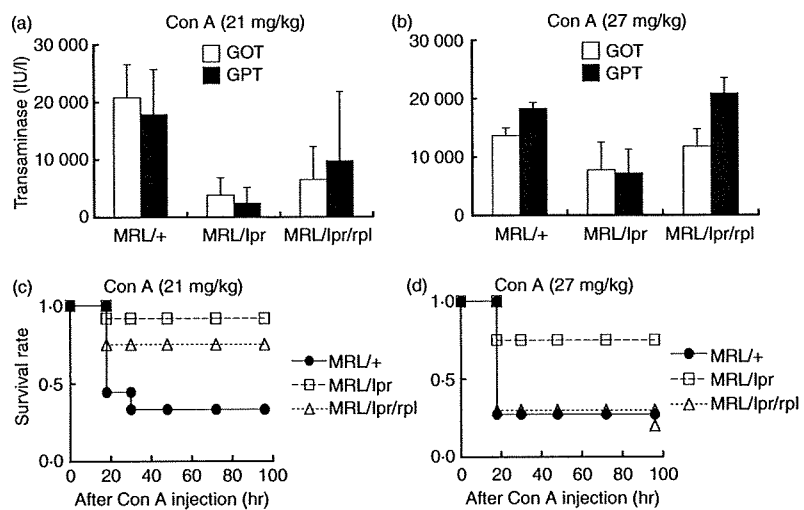 (a) Con A (21 mg/kg)
Transaminase (IU/l)
30 000
20 000
10 000
0
GOT
GPT
MRL/+ MRL/lpr MRL/lpr/rpl
(b) Con A (27 mg/kg)
30 000
20 000
10 000
0
GOT
GPT
MRL/+ MRL/lpr MRL/lpr/rpl
(c) Con A (21 mg/kg)
Survival rate
1·0
0·5
0·0
0 20 40 60 80 100
After Con A injection (hr)
MRL/+
MRL/lpr
MRL/lpr/rpl
(d) Con A (27 mg/kg)
1·0
0·5
0·0
0 20 40 60 80 100
After Con A injection (hr)
MRL/+
MRL/lpr
MRL/lpr/rpl